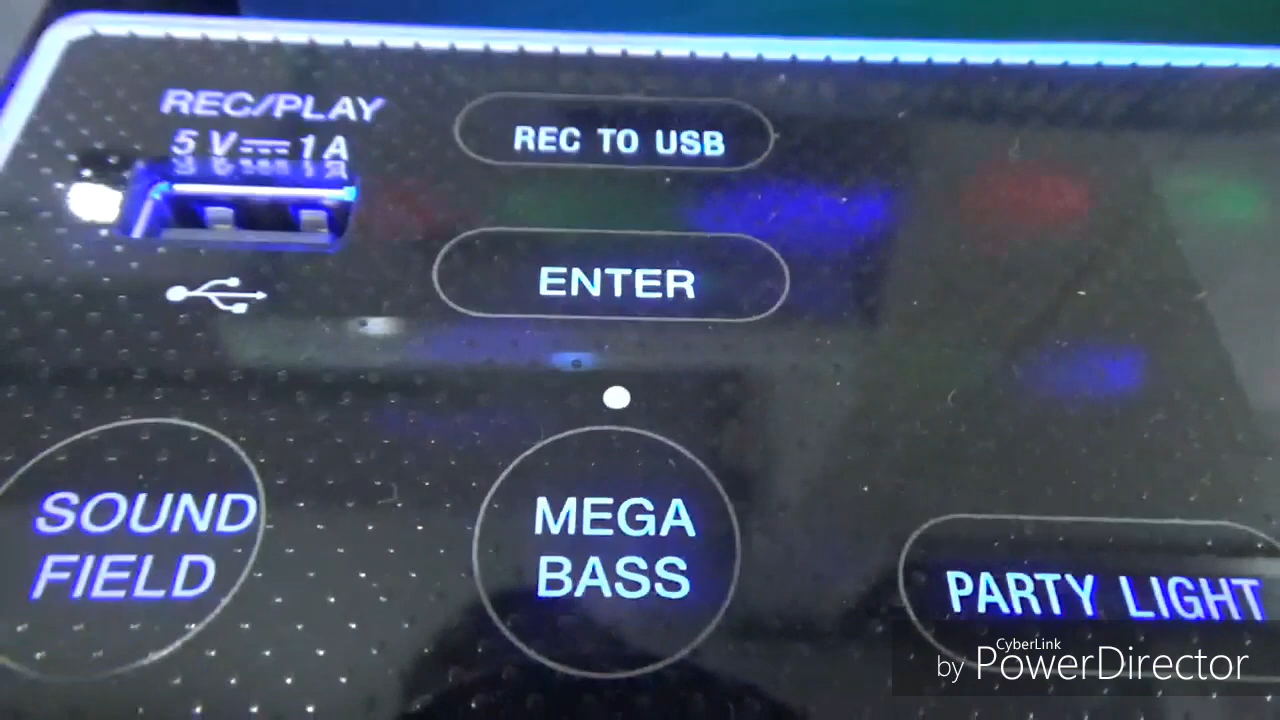 REC/PLAY
5 V⎓1 A
REC TO USB
ENTER
SOUND
FIELD
MEGA
BASS
PARTY LIGHT
CyberLink
by PowerDirector